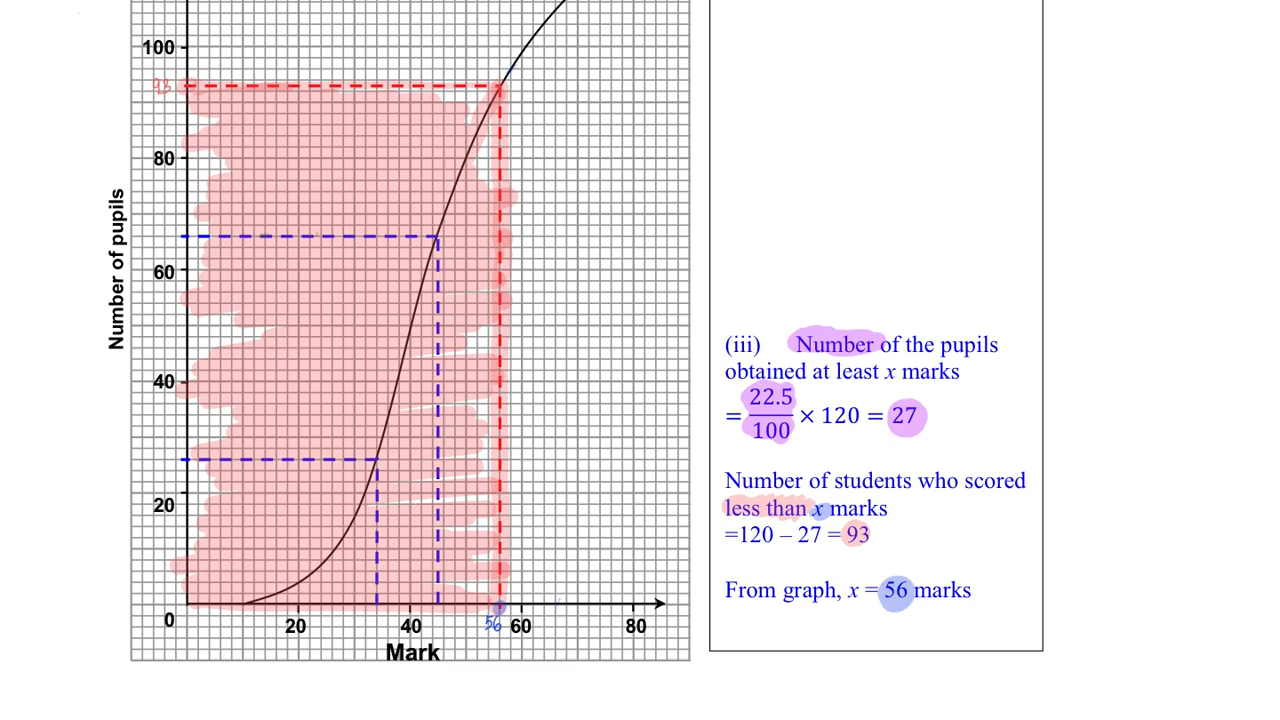 100
93
80
60
40
20
0
20 40 56 60 80
Mark
Number of pupils
(iii) Number of the pupils
obtained at least x marks
= 22.5/100 × 120 = 27
Number of students who scored
less than x marks
=120 – 27 = 93
From graph, x = 56 marks